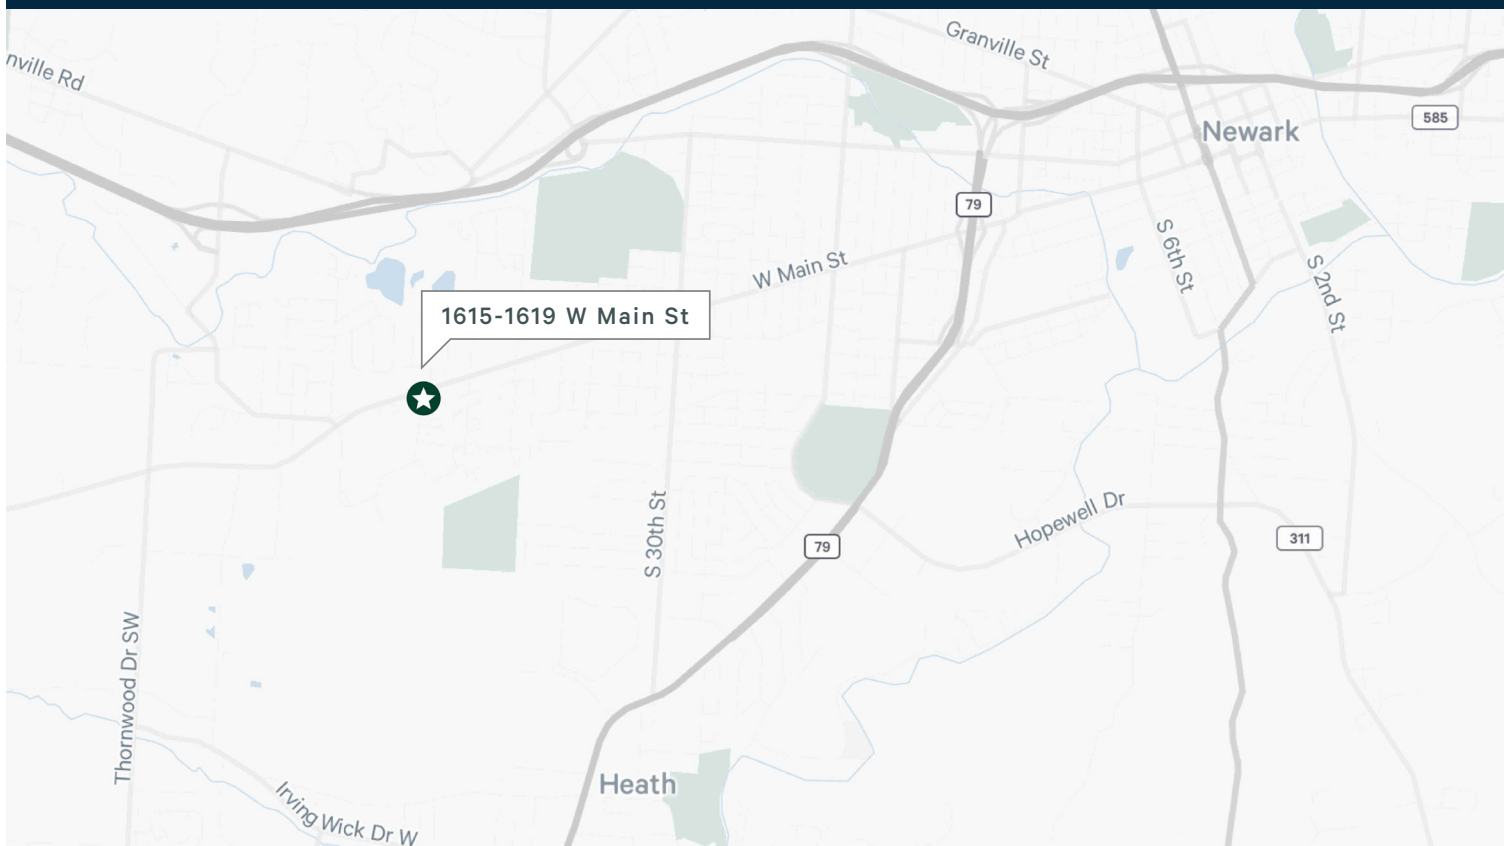 Granville St
nville Rd
585
Newark
79
S 6th St
W Main St
S 2nd St
1615-1619 W Main St
Hopewell Dr
S 30th St
311
79
Thornwood Dr SW
Heath
Irving Wick Dr W